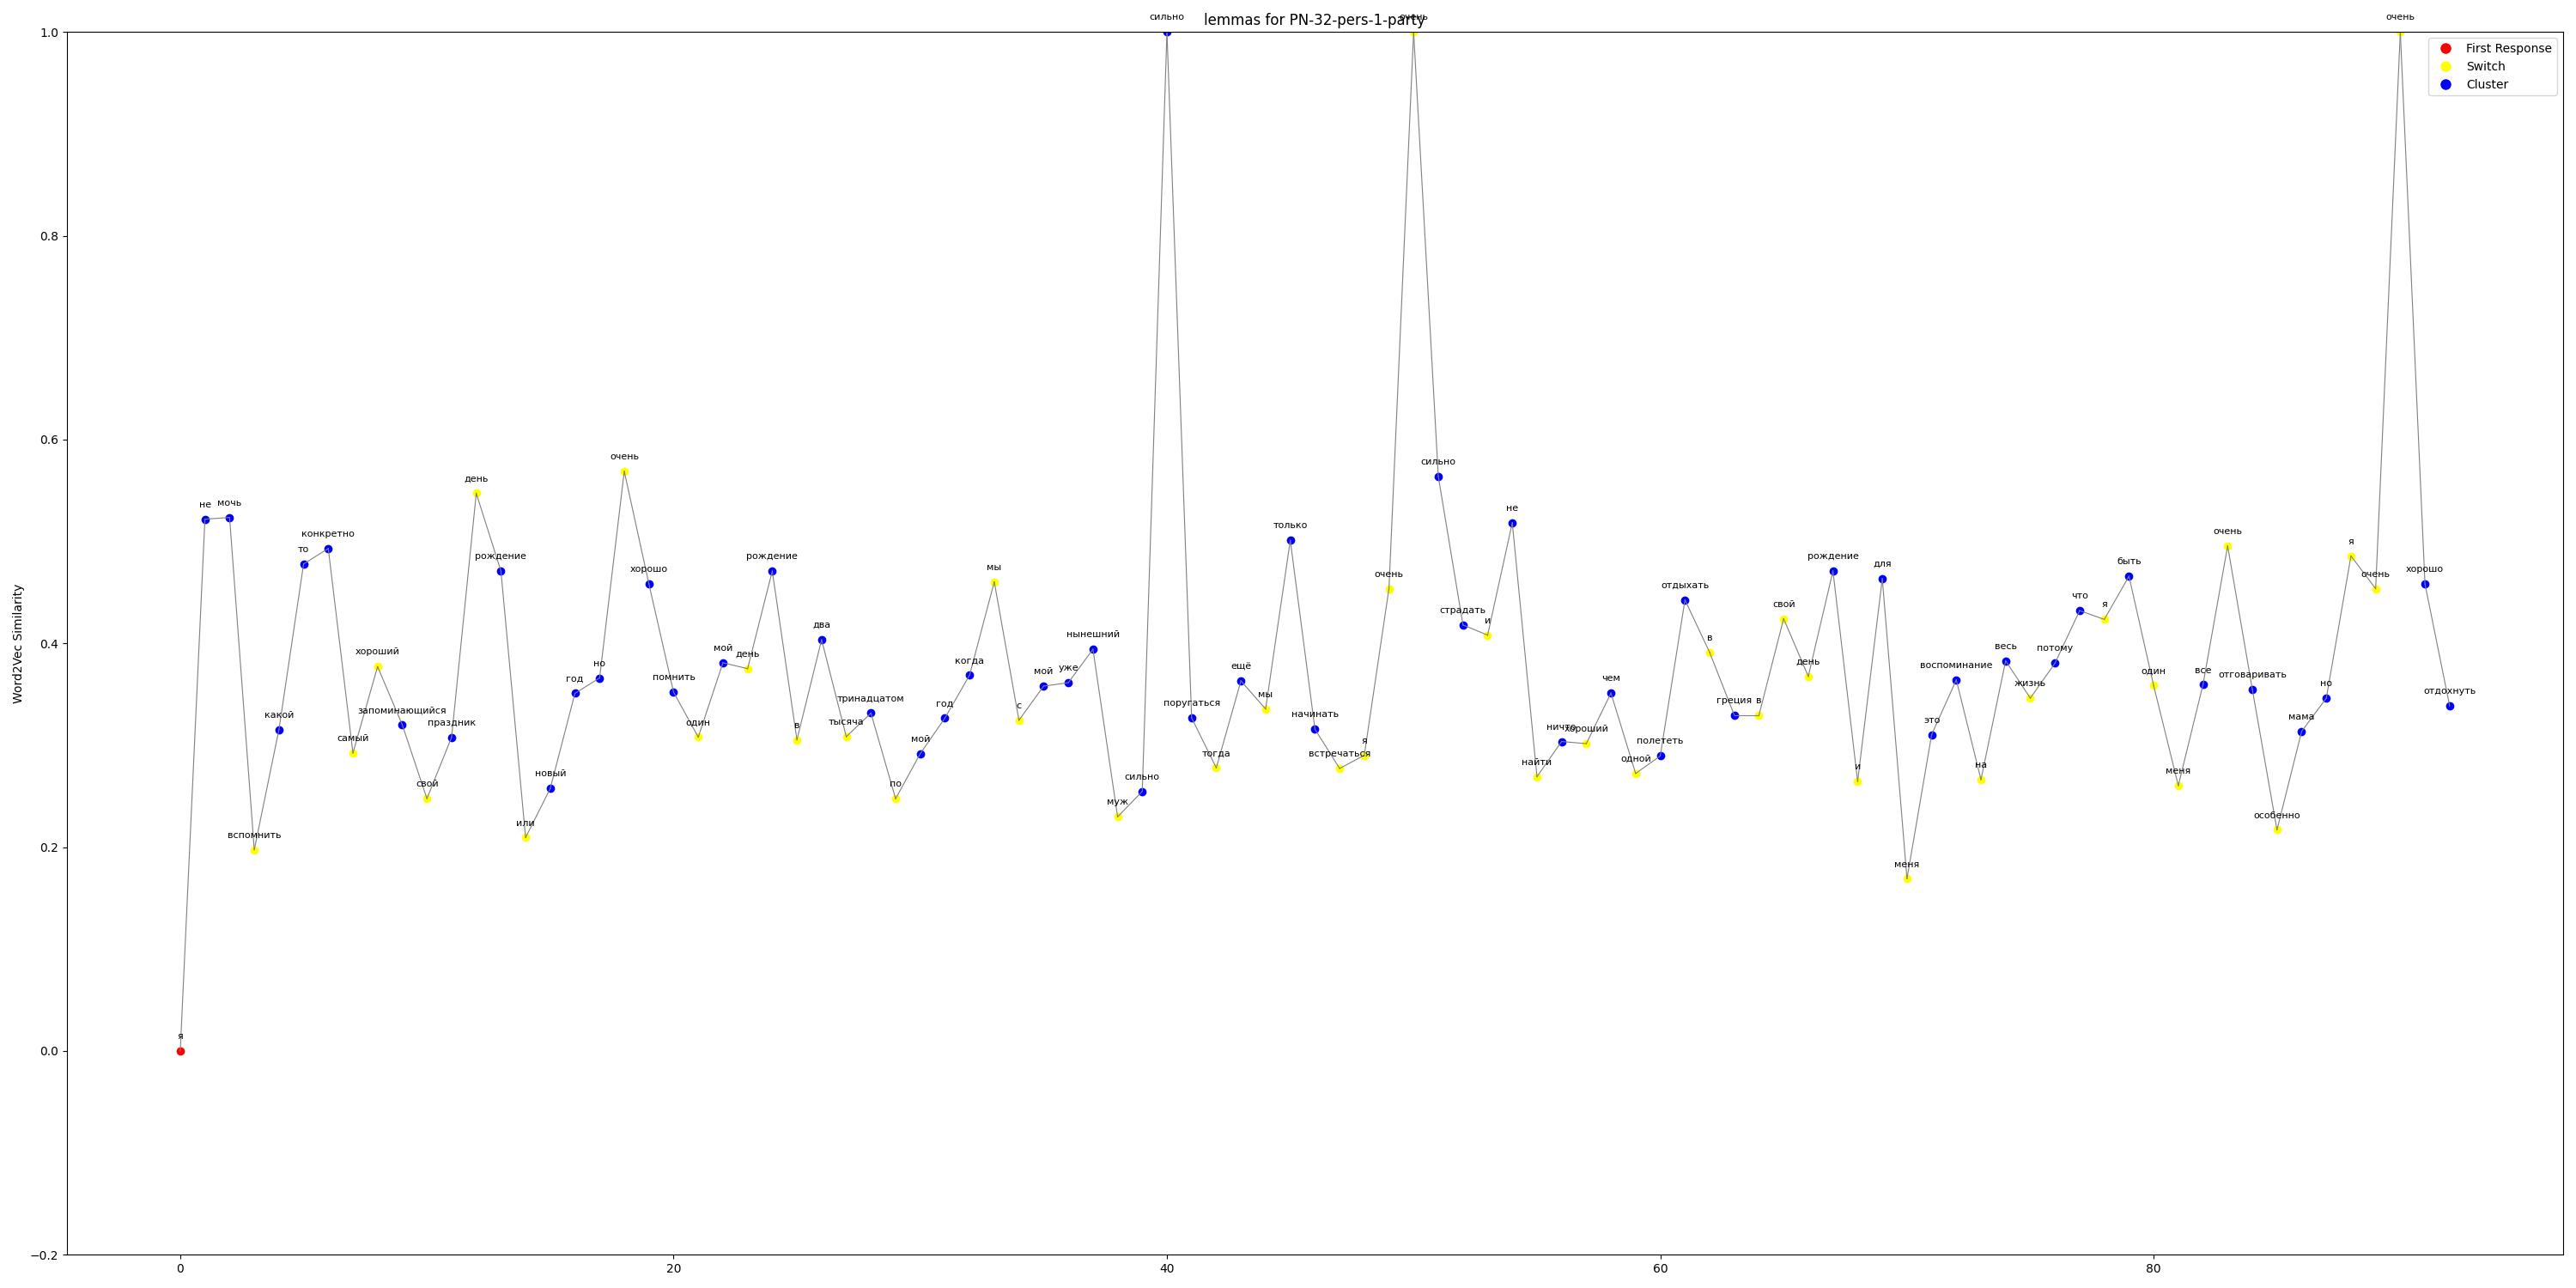 lemmas for PN-32-pers-1-party
Word2Vec Similarity
1.0
0.8
0.6
0.4
0.2
0.0
−0.2
0
20
40
60
80
First Response
Switch
Cluster
я
не
мочь
вспомнить
какой
то
конкретно
самый
хороший
запоминающийся
свой
праздник
день
рождение
или
новый
год
но
очень
хорошо
помнить
один
мой
день
рождение
в
два
тысяча
тринадцатом
по
мой
год
когда
мы
с
мой
уже
нынешний
муж
сильно
сильно
поругаться
тогда
ещё
мы
только
начинать
встречаться
я
очень
очень
сильно
страдать
и
не
найти
ничто
хороший
чем
одной
полететь
отдыхать
в
греция
в
свой
день
рождение
и
для
меня
это
воспоминание
на
весь
жизнь
потому
что
я
быть
один
меня
все
очень
отговаривать
особенно
мама
но
я
очень
очень
хорошо
отдохнуть